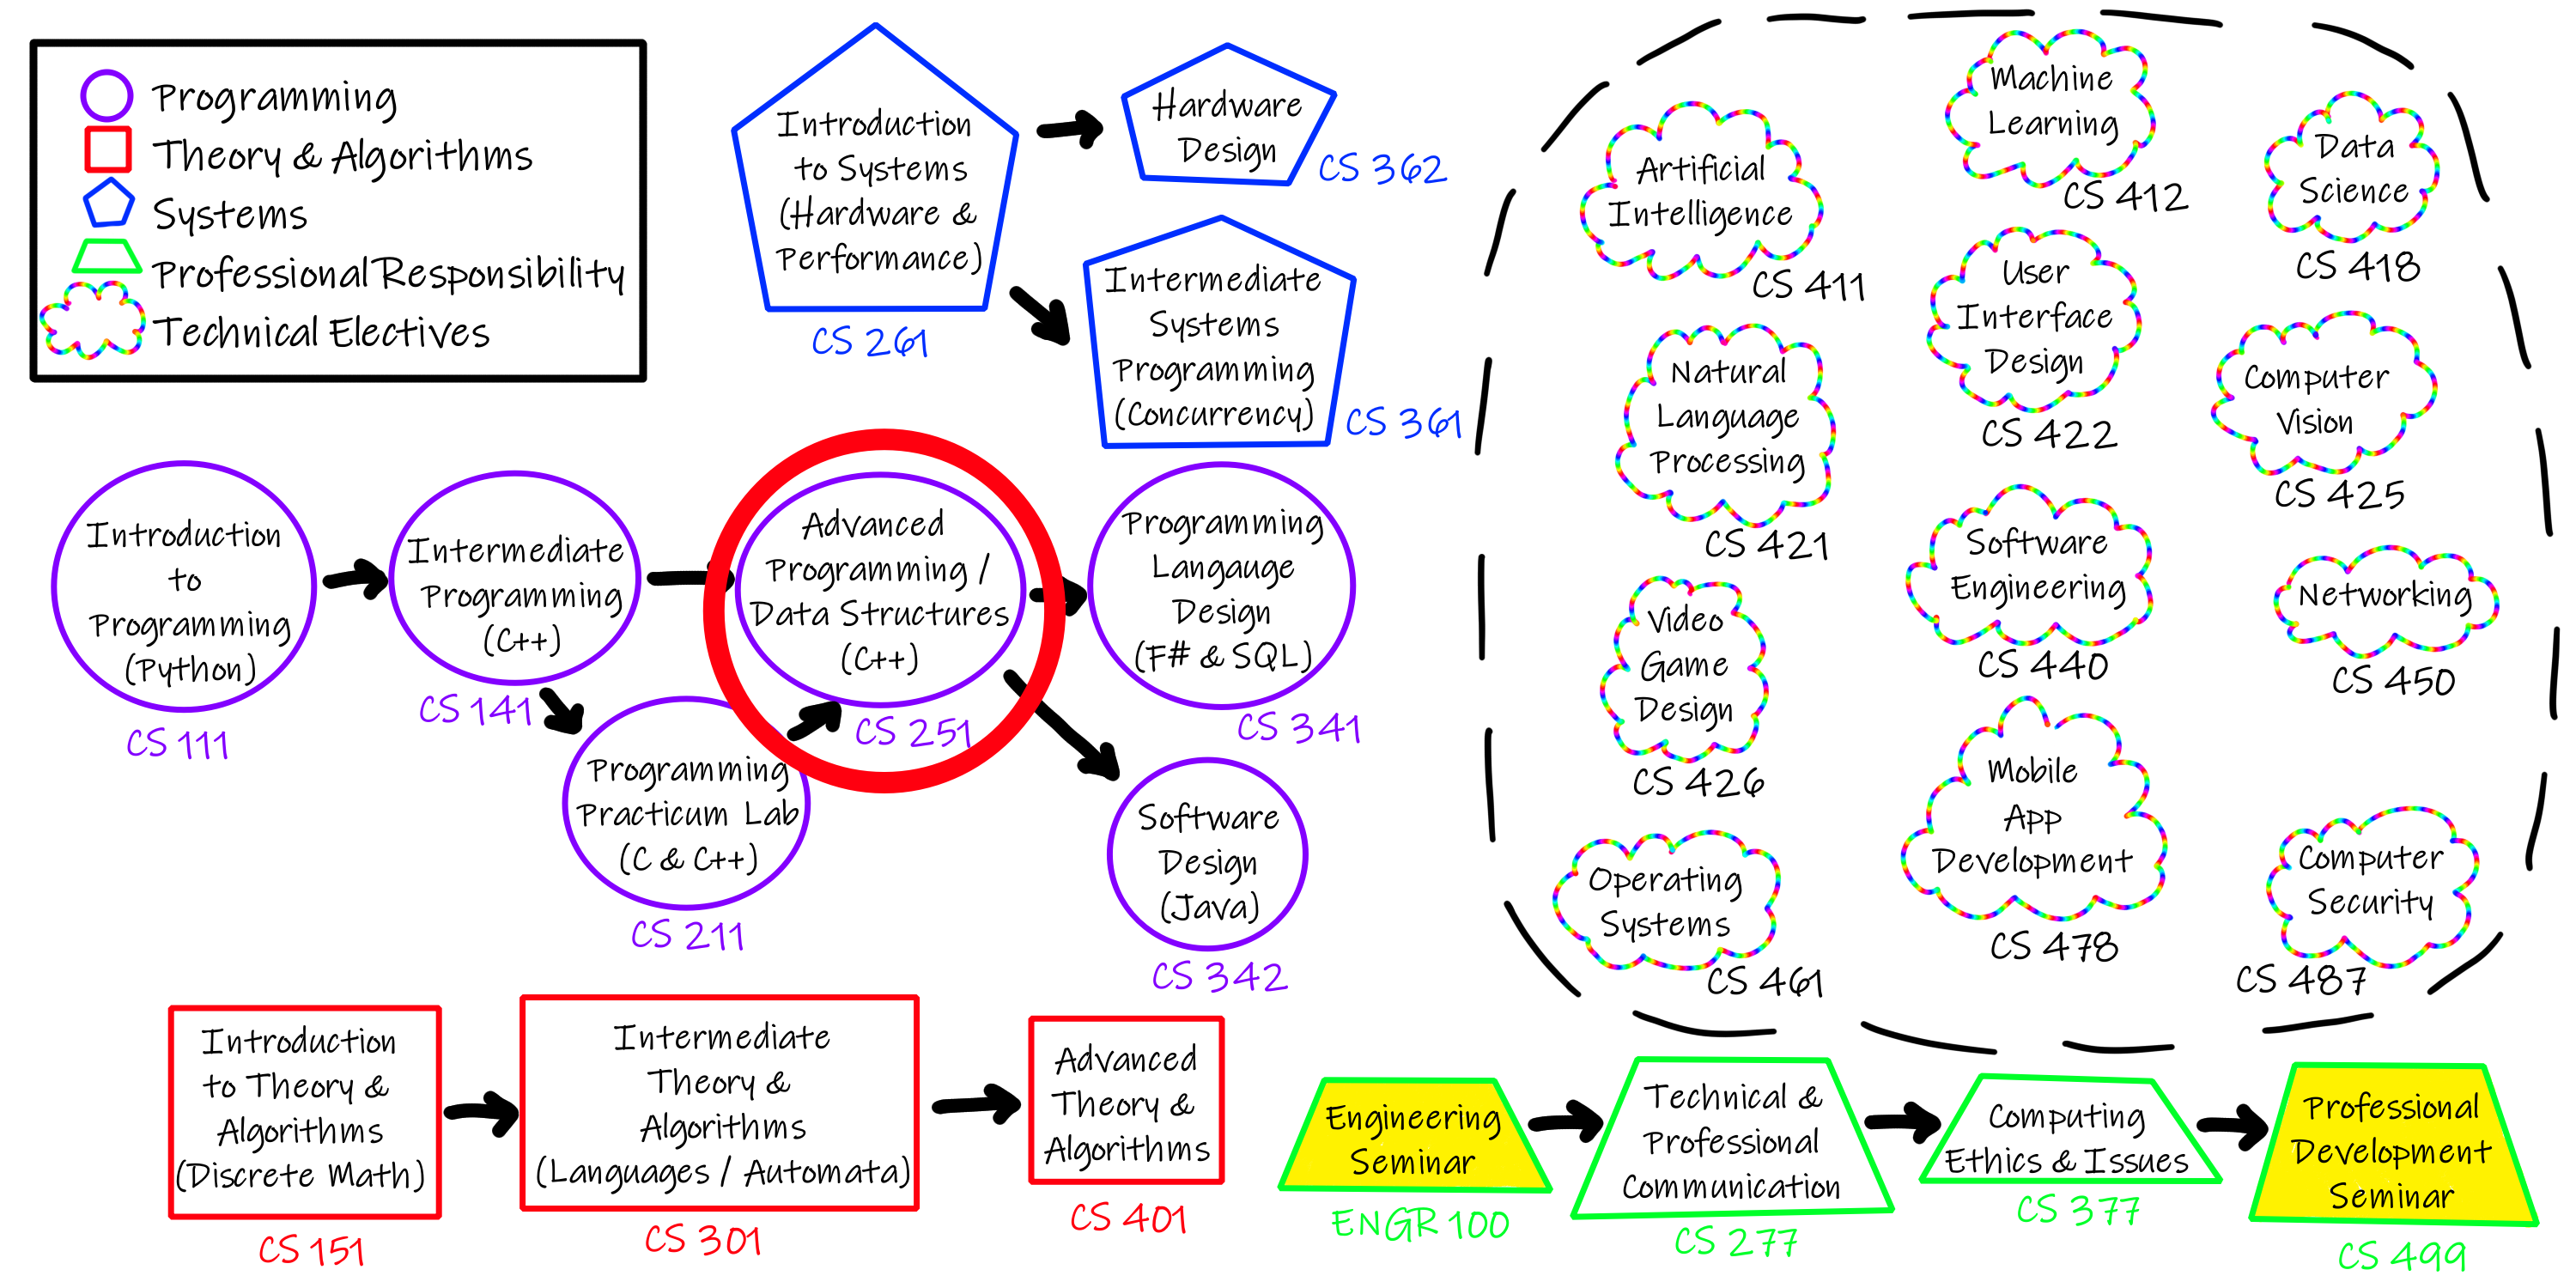 Programming
Theory & Algorithms
Systems
Professional Responsibility
Technical Electives
Introduction
to Systems
(Hardware &
Performance)
CS 261
Hardware
Design
CS 362
Intermediate
Systems
Programming
(Concurrency)
CS 361
Introduction
to
Programming
(Python)
CS 111
Intermediate
Programming
(C++)
CS 141
Programming
Practicum Lab
(C & C++)
CS 211
Advanced
Programming /
Data Structures
(C++)
CS 251
Programming
Langauge
Design
(F# & SQL)
CS 341
Software
Design
(Java)
CS 342
Introduction
to Theory &
Algorithms
(Discrete Math)
CS 151
Intermediate
Theory &
Algorithms
(Languages / Automata)
CS 301
Advanced
Theory &
Algorithms
CS 401
Artificial
Intelligence
CS 411
Machine
Learning
CS 412
Data
Science
CS 418
Natural
Language
Processing
CS 421
User
Interface
Design
CS 422
Computer
Vision
CS 425
Video
Game
Design
CS 426
Software
Engineering
CS 440
Networking
CS 450
Operating
Systems
CS 461
Mobile
App
Development
CS 478
Computer
Security
CS 487
Engineering
Seminar
ENGR 100
Technical &
Professional
Communication
CS 277
Computing
Ethics & Issues
CS 377
Professional
Development
Seminar
CS 499